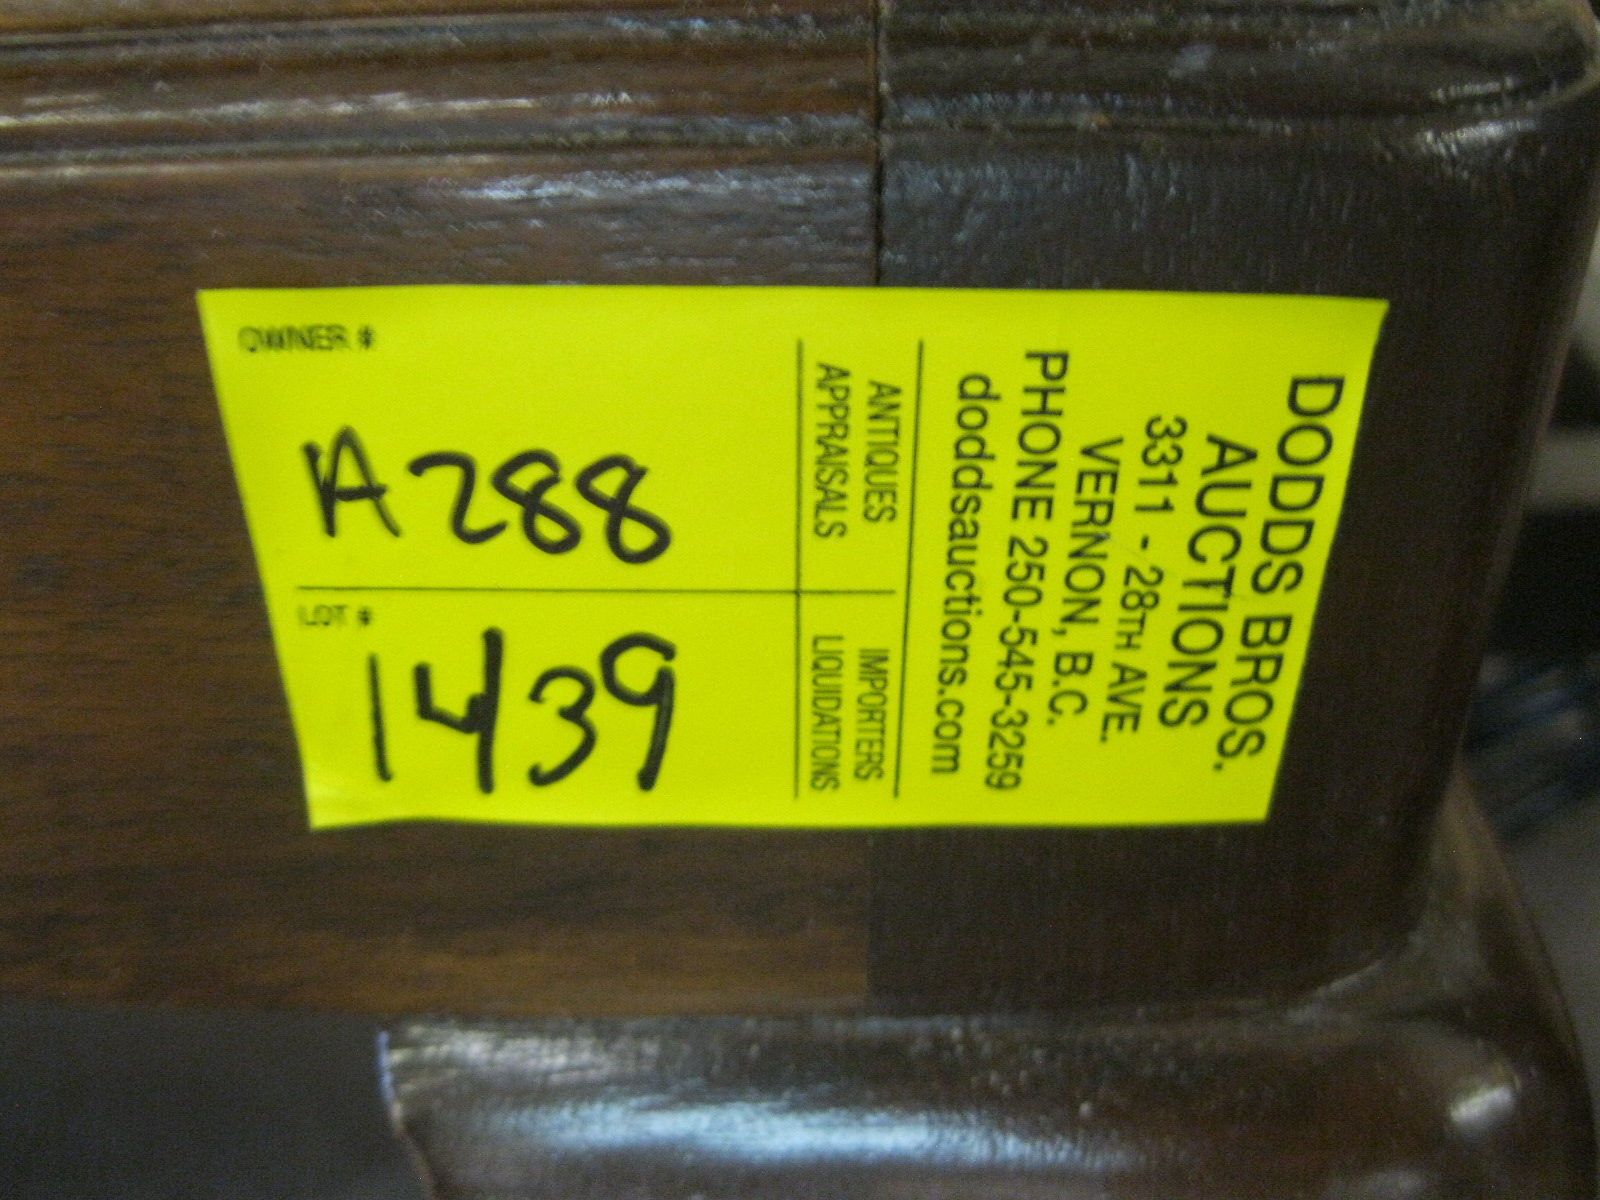 DODDS BROS.
AUCTIONS
3311 - 28TH AVE.
VERNON, B.C.
PHONE 250-545-3259
doddsauctions.com
ANTIQUES IMPORTERS
APPRAISALS LIQUIDATIONS
OWNER #
A288
LOT #
1439